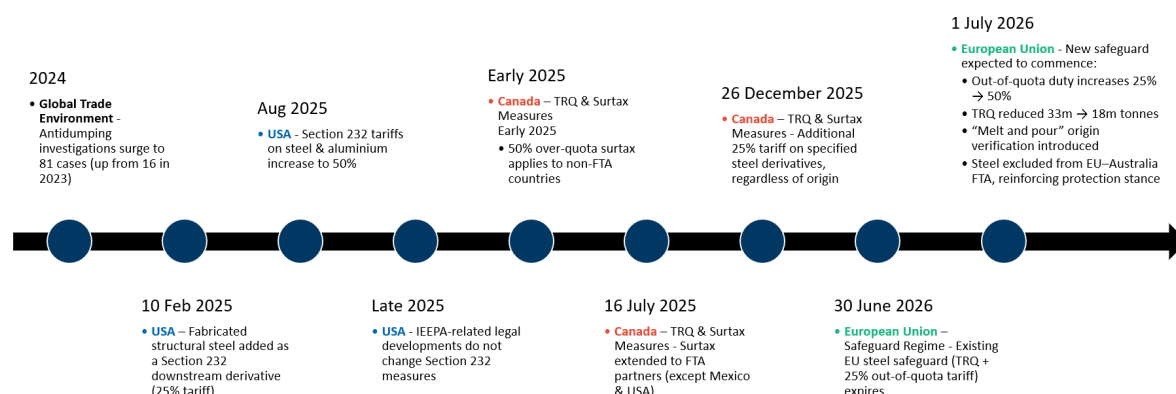 2024
• Global Trade
Environment -
Antidumping
investigations surge to
81 cases (up from 16 in
2023)
10 Feb 2025
• USA – Fabricated
structural steel added as
a Section 232
downstream derivative
(25% tariff)
Aug 2025
• USA - Section 232 tariffs
on steel & aluminium
increase to 50%
Late 2025
• USA - IEEPA-related legal
developments do not
change Section 232
measures
Early 2025
• Canada – TRQ & Surtax
Measures
Early 2025
• 50% over-quota surtax
applies to non-FTA
countries
16 July 2025
• Canada – TRQ & Surtax
Measures - Surtax
extended to FTA
partners (except Mexico
& USA)
26 December 2025
• Canada – TRQ & Surtax
Measures - Additional
25% tariff on specified
steel derivatives,
regardless of origin
30 June 2026
• European Union –
Safeguard Regime - Existing
EU steel safeguard (TRQ +
25% out-of-quota tariff)
expires
1 July 2026
• European Union - New safeguard
expected to commence:
• Out-of-quota duty increases 25%
→ 50%
• TRQ reduced 33m → 18m tonnes
• “Melt and pour” origin
verification introduced
• Steel excluded from EU–Australia
FTA, reinforcing protection stance